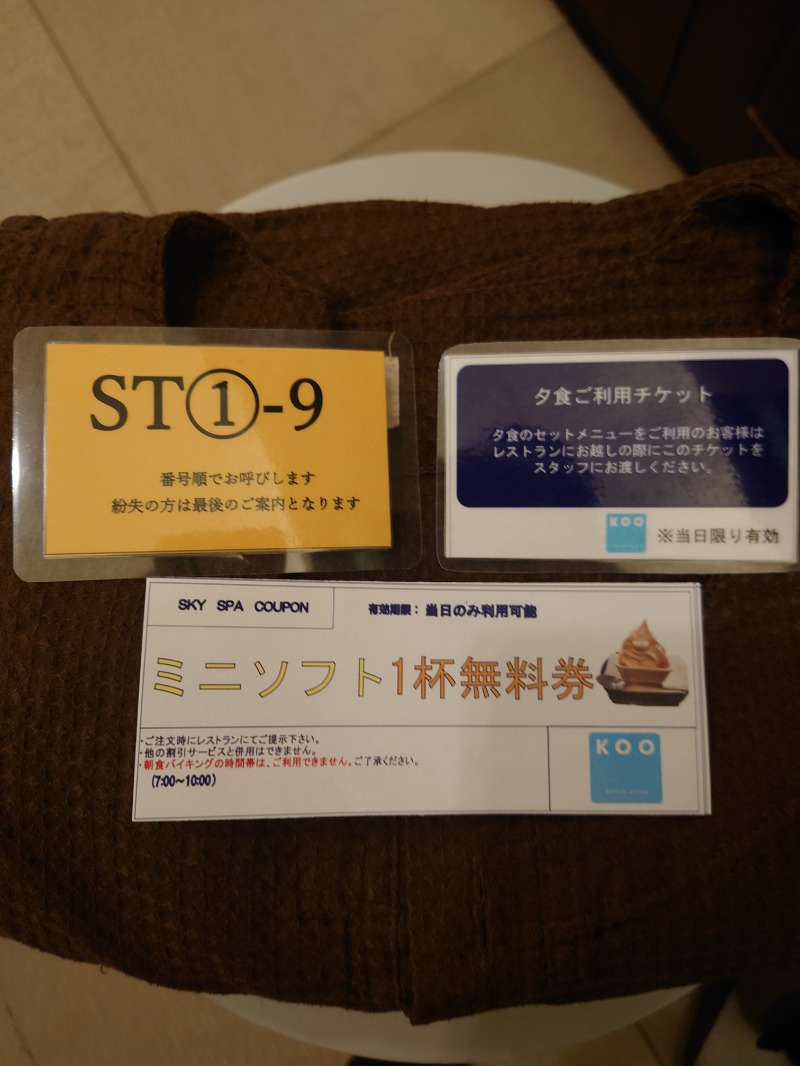 ST①-9
番号順でお呼びします
紛失の方は最後のご案内となります
夕食ご利用チケット
夕食のセットメニューをご利用のお客様は
レストランにお越しの際にこのチケットを
スタッフにお渡しください。
KOO
※当日限り有効
SKY SPA COUPON
有効期限：当日のみ利用可能
ミニソフト1杯無料券
・ご注文時にレストランにてご提示下さい。
・他の割引サービスと併用はできません。
・朝食バイキングの時間帯は、ご利用できません。ご了承ください。
(7:00～10:00)
KOO